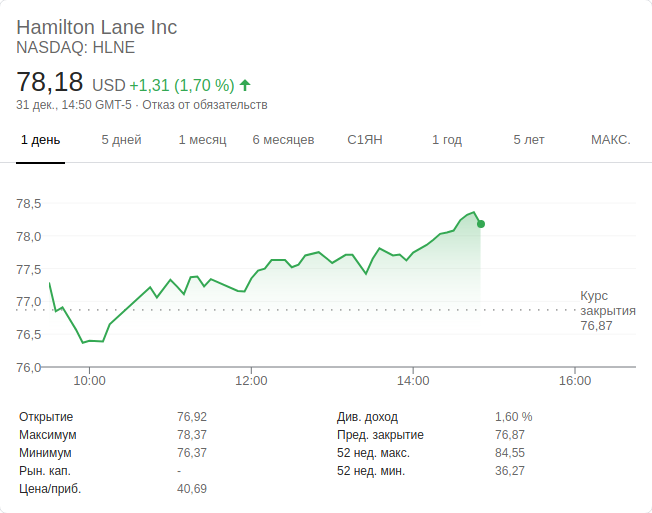 Hamilton Lane Inc
NASDAQ: HLNE
78,18 USD +1,31 (1,70 %)
31 дек., 14:50 GMT-5 · Отказ от обязательств
1 день 5 дней 1 месяц 6 месяцев С1ЯН 1 год 5 лет МАКС.
78,5
78,0
77,5
77,0
76,5
76,0
Курс
закрытия
76,87
10:00 12:00 14:00 16:00
Открытие 76,92 Див. доход 1,60 %
Максимум 78,37 Пред. закрытие 76,87
Минимум 76,37 52 нед. макс. 84,55
Рын. кап. - 52 нед. мин. 36,27
Цена/приб. 40,69